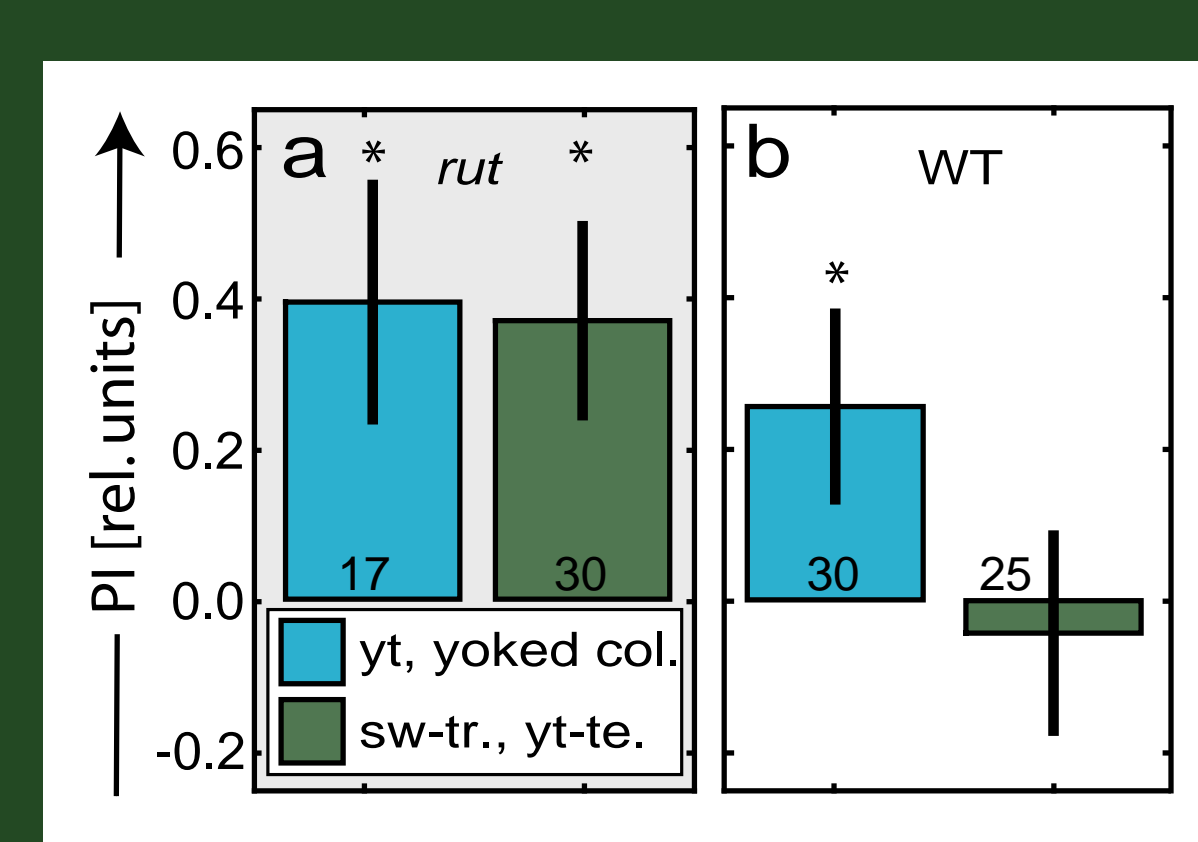 PI [rel. units]
0.6
0.4
0.2
0.0
-0.2
a
*
rut
*
17
30
yt, yoked col.
sw-tr., yt-te.
b
WT
*
30
25